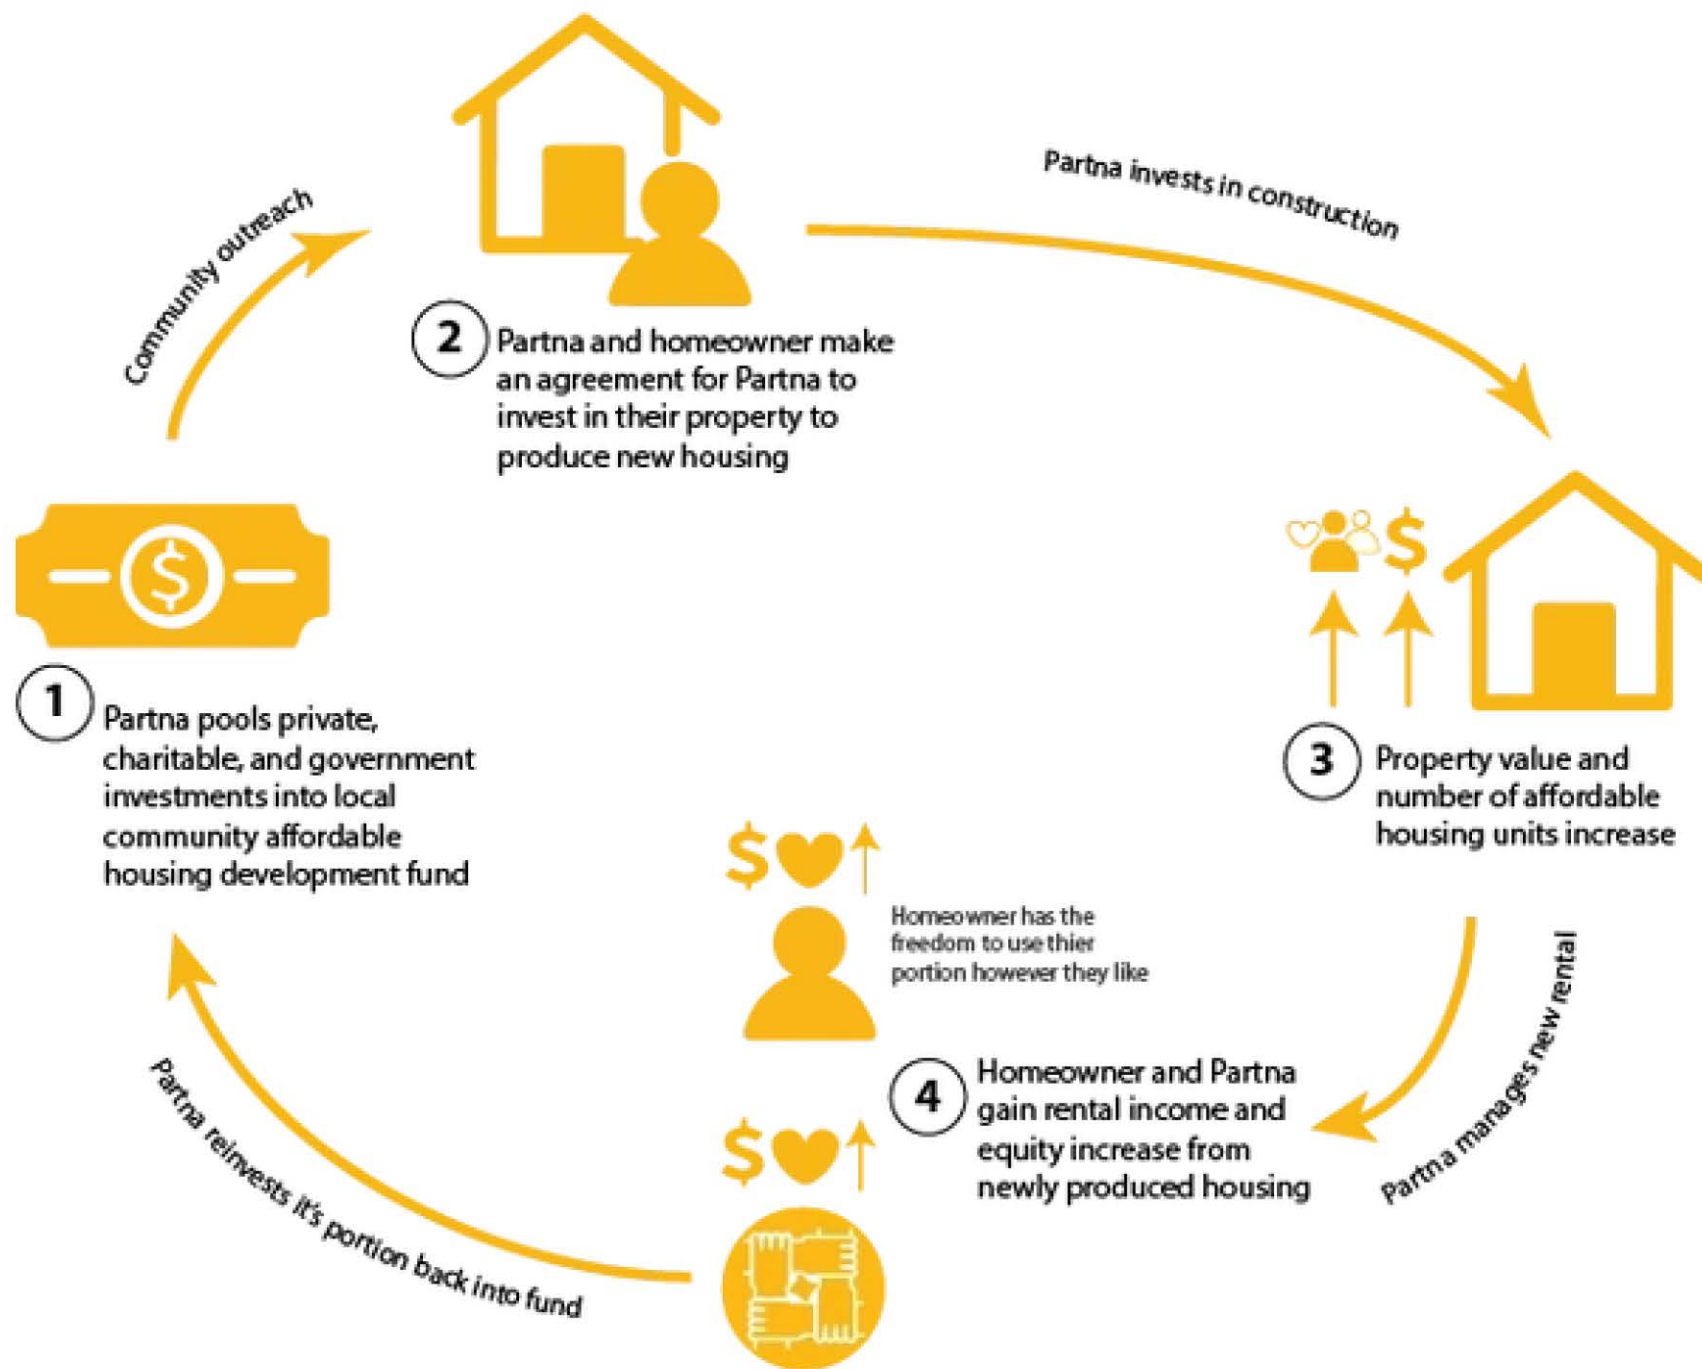 Community outreach
Partna invests in construction
2
Partna and homeowner make
an agreement for Partna to
invest in their property to
produce new housing
$
1
Partna pools private,
charitable, and government
investments into local
community affordable
housing development fund
$
3
Property value and
number of affordable
housing units increase
Partna manages new rental
$
Homeowner has the
freedom to use thier
portion however they like
4
Homeowner and Partna
gain rental income and
equity increase from
newly produced housing
$
Partna reinvests it's portion back into fund